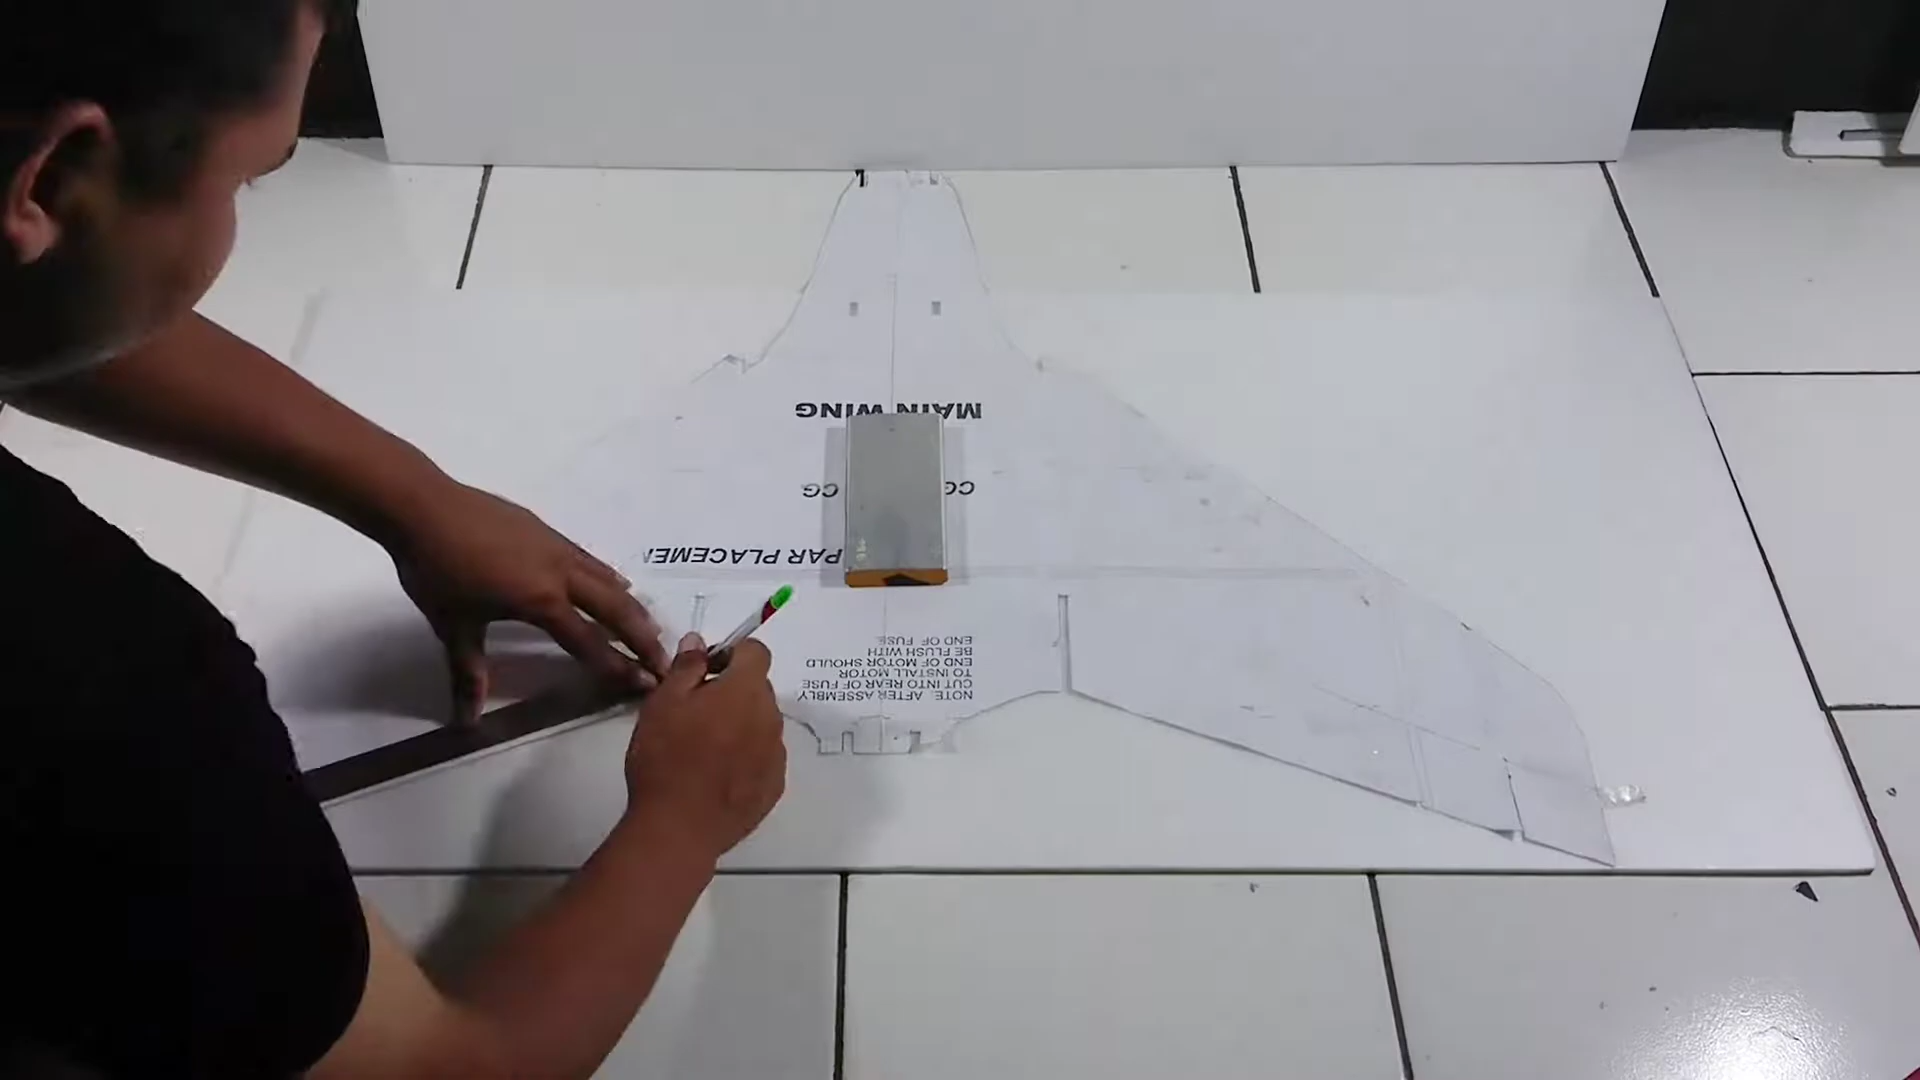 NOTE: AFTER ASSEMBLY
CUT INTO REAR OF FUSE
TO INSTALL MOTOR
END OF MOTOR SHOULD
BE FLUSH WITH
END OF FUSE.
PAR PLACEMEN
CG CG
MAIN WING